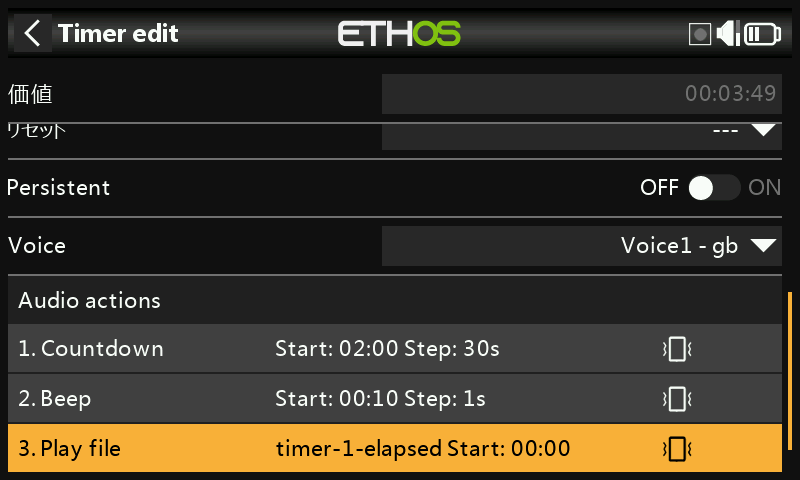 Timer edit
ETHOS
価値 00:03:49
リセット ---
Persistent OFF ON
Voice Voice1 - gb
Audio actions
1. Countdown Start: 02:00 Step: 30s
2. Beep Start: 00:10 Step: 1s
3. Play file timer-1-elapsed Start: 00:00